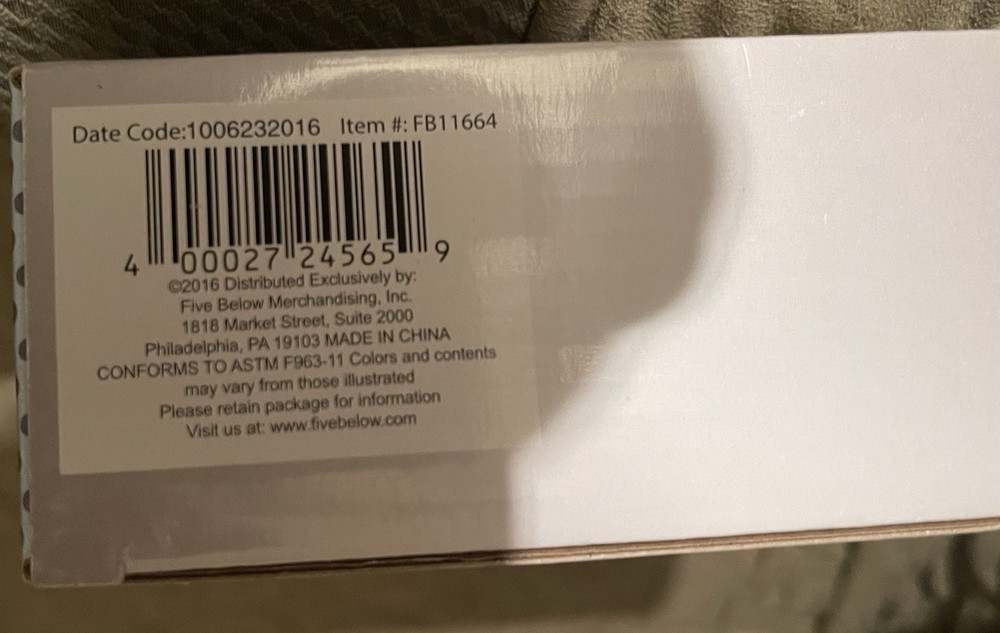 Date Code:1006232016 Item #: FB11664
4 00027 24565 9
©2016 Distributed Exclusively by:
Five Below Merchandising, Inc.
1818 Market Street, Suite 2000
Philadelphia, PA 19103 MADE IN CHINA
CONFORMS TO ASTM F963-11 Colors and contents
may vary from those illustrated
Please retain package for information
Visit us at: www.fivebelow.com